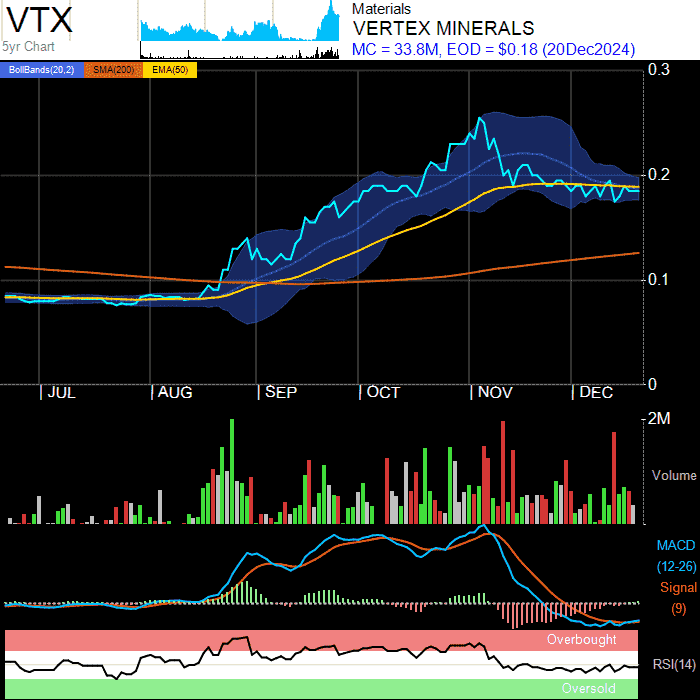 VTX
5yr Chart
Materials
VERTEX MINERALS
MC = 33.8M, EOD = $0.18 (20Dec2024)
BollBands(20,2) SMA(200) EMA(50)
0.3
0.2
0.1
0
JUL AUG SEP OCT NOV DEC
2M
Volume
MACD
(12-26)
Signal
(9)
Overbought
RSI(14)
Oversold